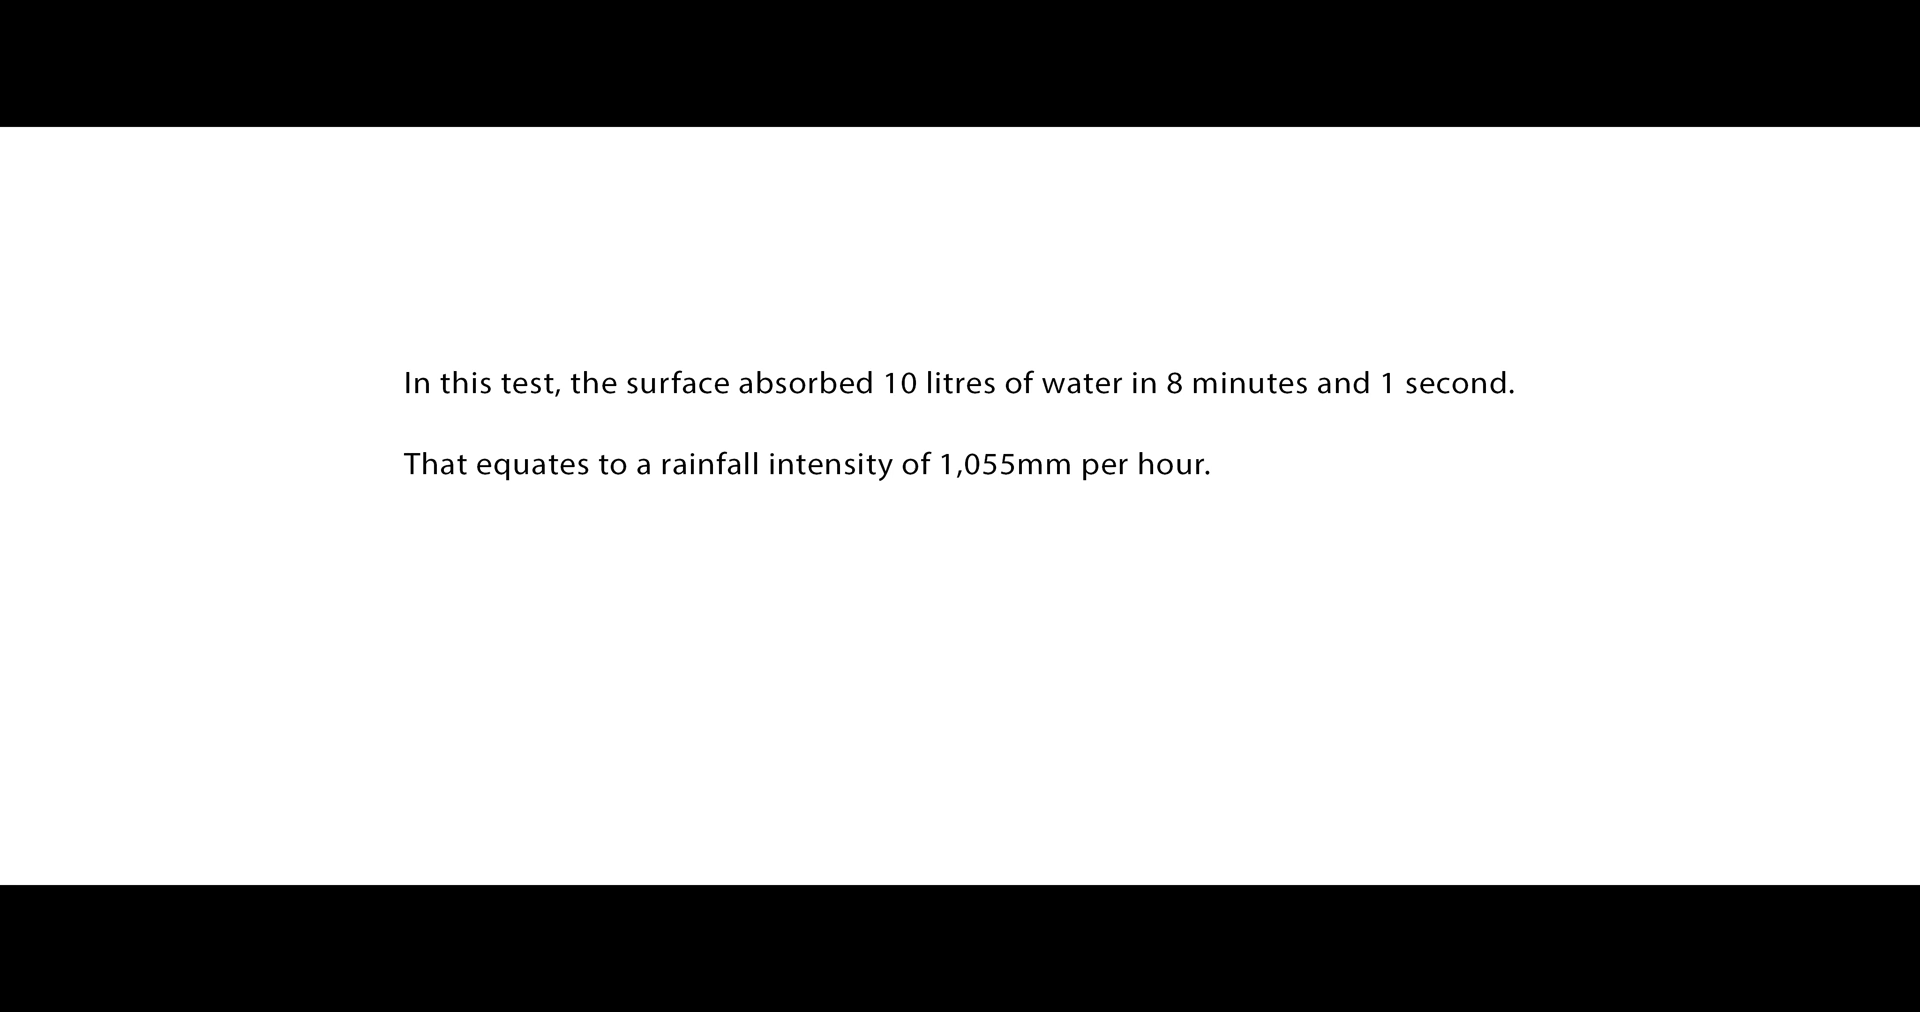 In this test, the surface absorbed 10 litres of water in 8 minutes and 1 second.
That equates to a rainfall intensity of 1,055mm per hour.